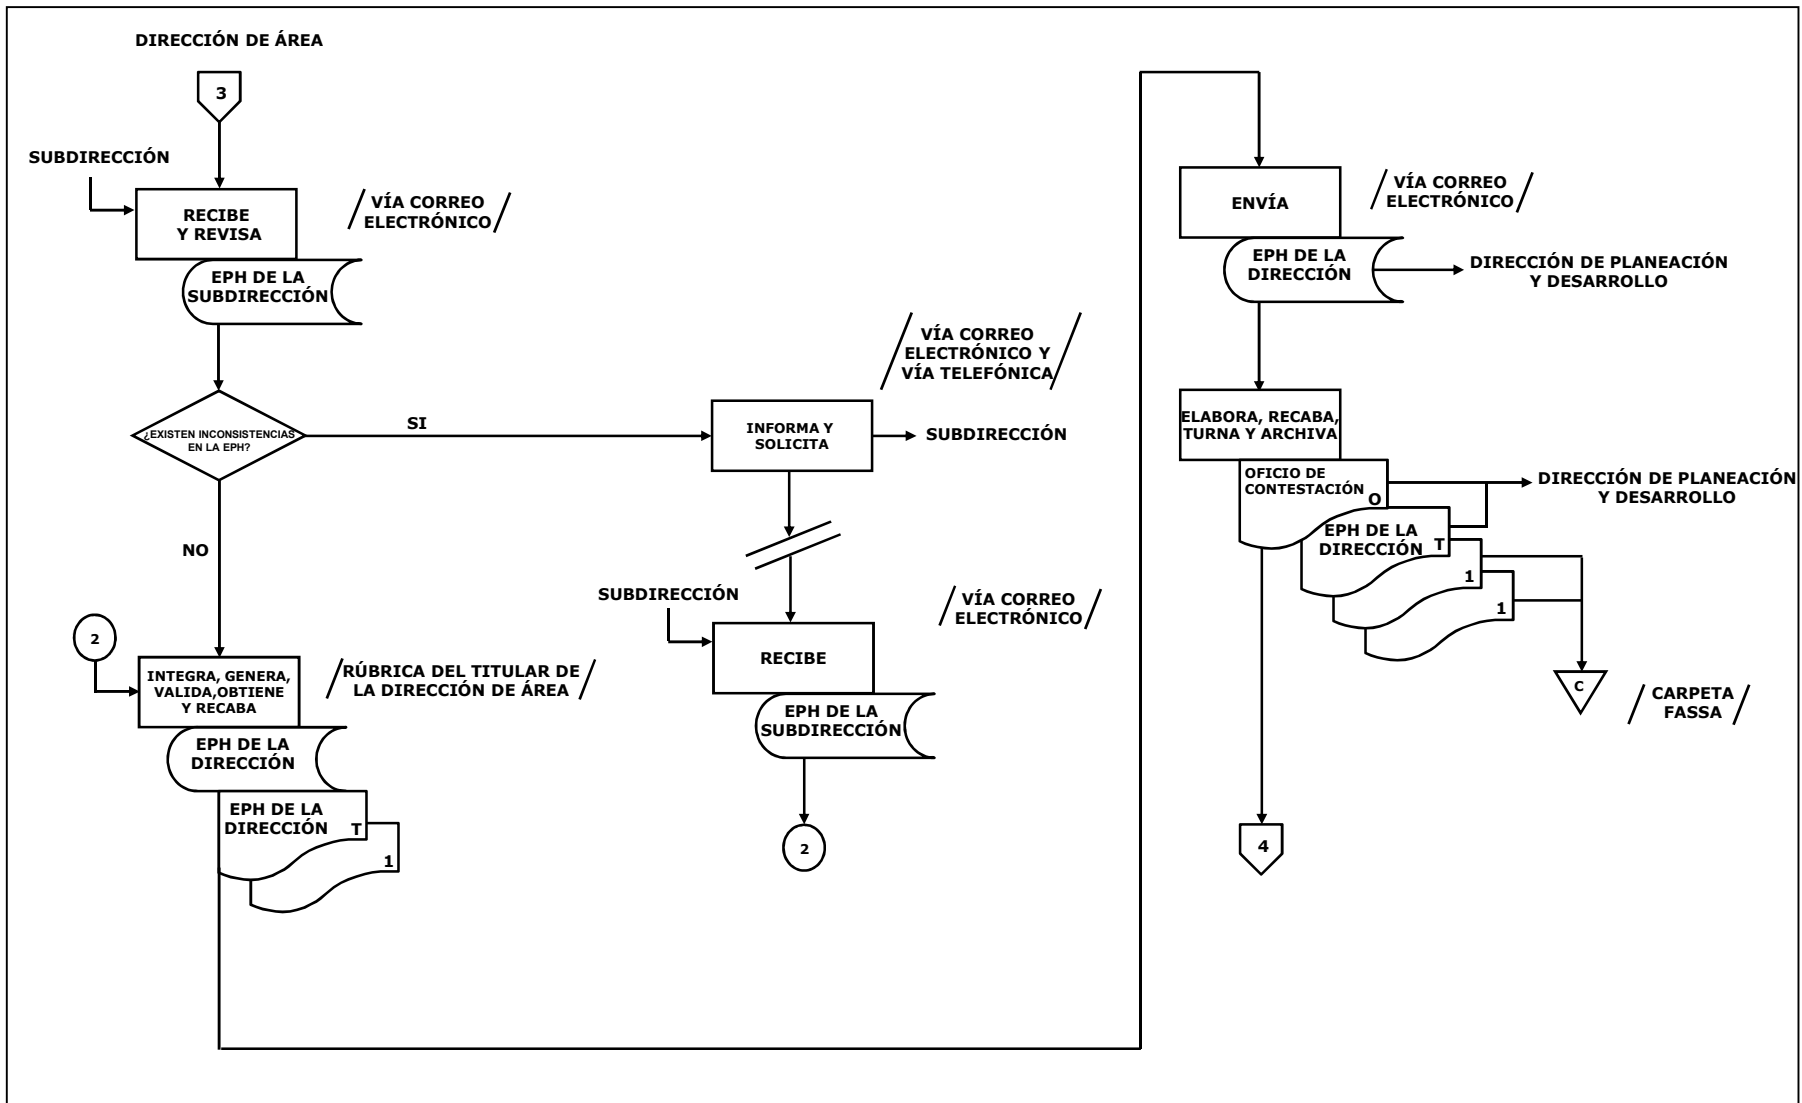 DIRECCIÓN DE ÁREA
3
SUBDIRECCIÓN
RECIBE
Y REVISA
VÍA CORREO
ELECTRÓNICO
EPH DE LA
SUBDIRECCIÓN
¿EXISTEN INCONSISTENCIAS
EN LA EPH?
SI
NO
2
INTEGRA, GENERA,
VALIDA,OBTIENE
Y RECABA
RÚBRICA DEL TITULAR DE
LA DIRECCIÓN DE ÁREA
EPH DE LA
DIRECCIÓN
EPH DE LA
DIRECCIÓN
T
1
VÍA CORREO
ELECTRÓNICO Y
VÍA TELEFÓNICA
INFORMA Y
SOLICITA
SUBDIRECCIÓN
SUBDIRECCIÓN
VÍA CORREO
ELECTRÓNICO
RECIBE
EPH DE LA
SUBDIRECCIÓN
2
ENVÍA
VÍA CORREO
ELECTRÓNICO
EPH DE LA
DIRECCIÓN
DIRECCIÓN DE PLANEACIÓN
Y DESARROLLO
ELABORA, RECABA,
TURNA Y ARCHIVA
OFICIO DE
CONTESTACIÓN
O
DIRECCIÓN DE PLANEACIÓN
Y DESARROLLO
EPH DE LA
DIRECCIÓN
T
1
1
C
CARPETA
FASSA
4